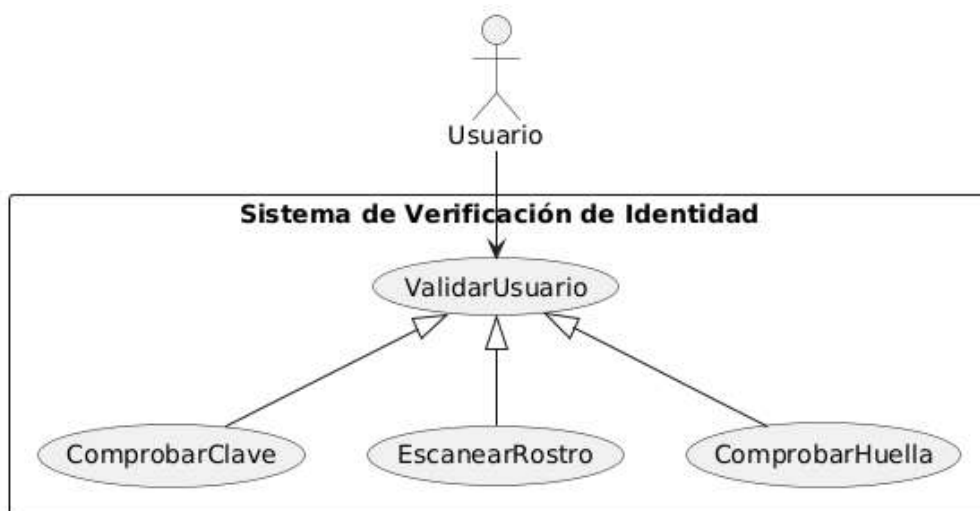 Usuario
Sistema de Verificación de Identidad
ValidarUsuario
ComprobarClave
EscanearRostro
ComprobarHuella